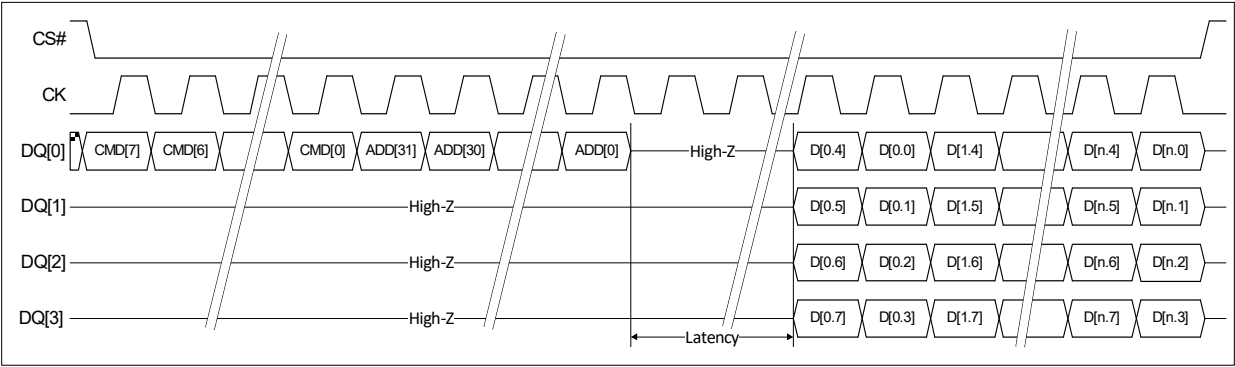 CS#
CK
DQ[0] CMD[7] CMD[6] CMD[0] ADD[31] ADD[30] ADD[0] High-Z D[0.4] D[0.0] D[1.4] D[n.4] D[n.0]
DQ[1] High-Z D[0.5] D[0.1] D[1.5] D[n.5] D[n.1]
DQ[2] High-Z D[0.6] D[0.2] D[1.6] D[n.6] D[n.2]
DQ[3] High-Z D[0.7] D[0.3] D[1.7] D[n.7] D[n.3]
Latency